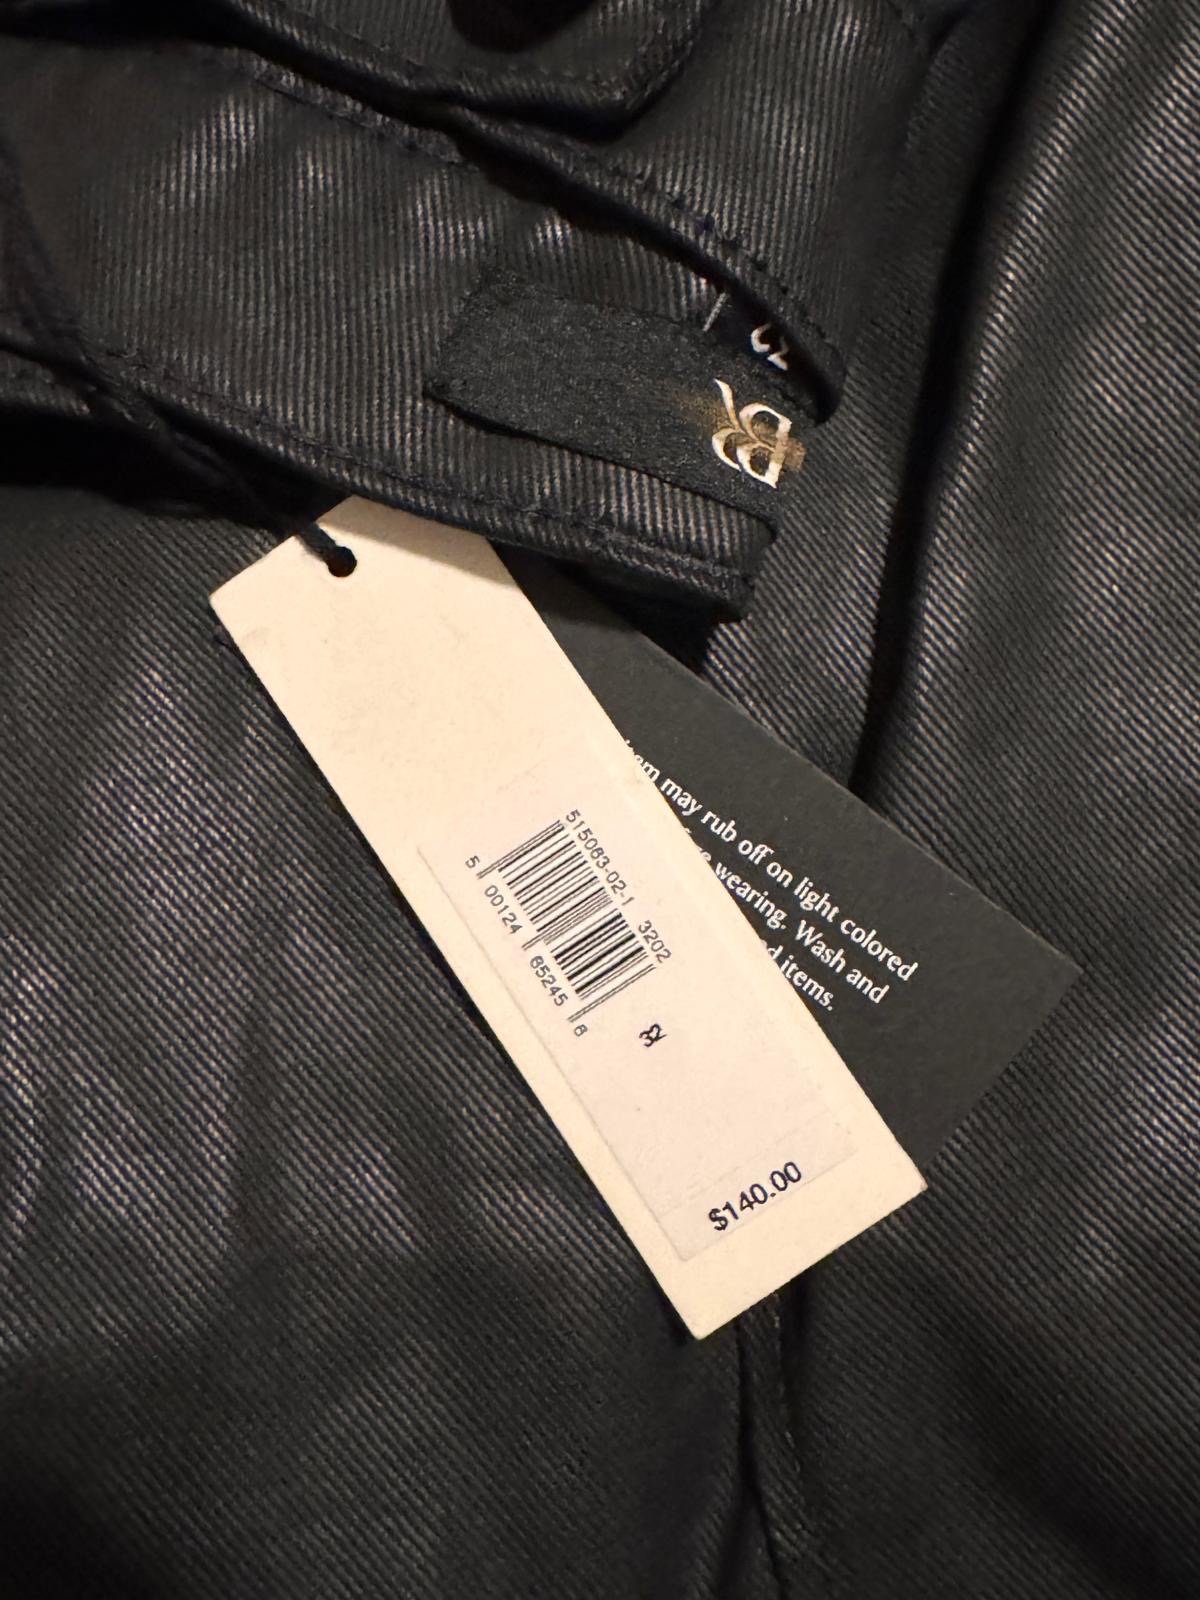 515063-02-1 3202
5 00124 65245 6
32
$140.00
may rub off on light colored
wearing. Wash and
items.